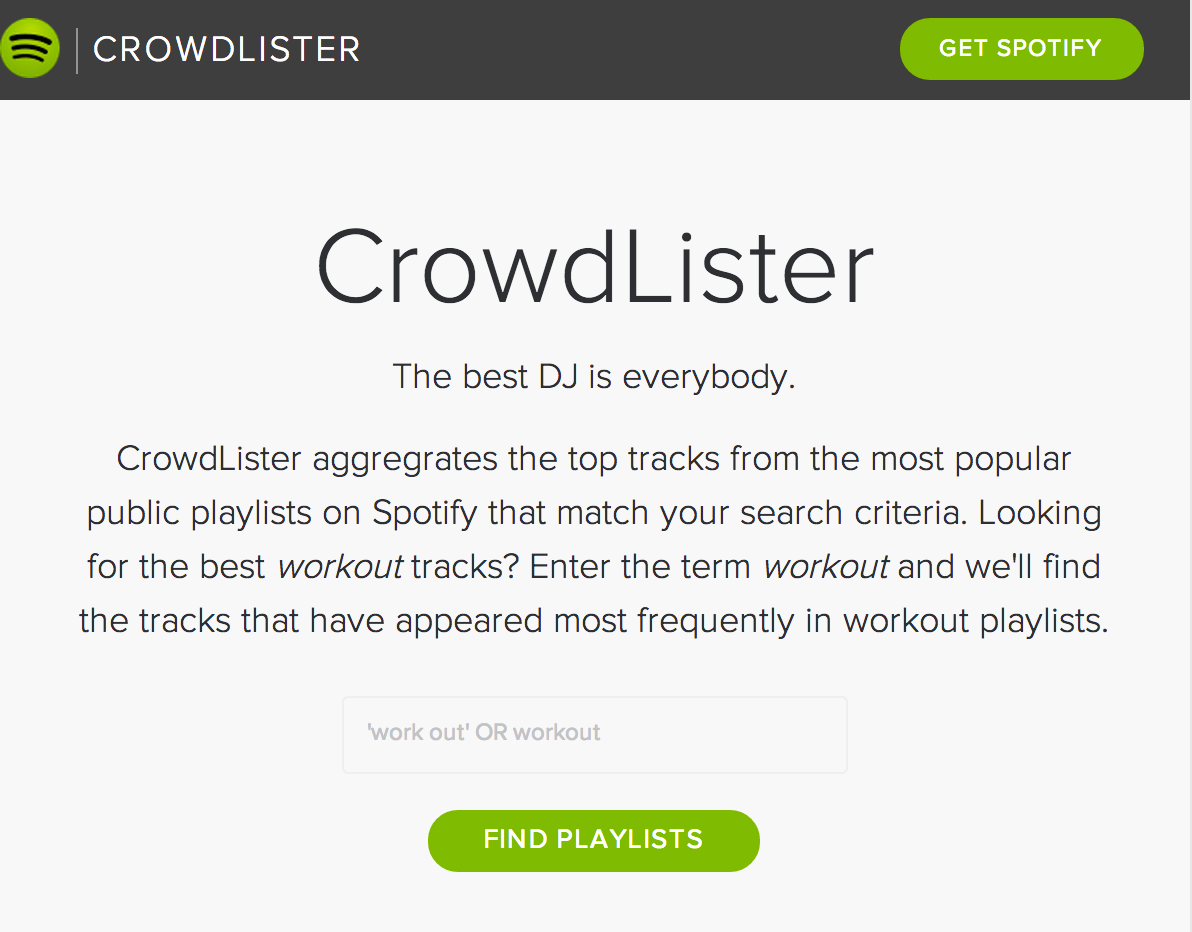 CROWDLISTER
GET SPOTIFY
CrowdLister
The best DJ is everybody.
CrowdLister aggregrates the top tracks from the most popular
public playlists on Spotify that match your search criteria. Looking
for the best workout tracks? Enter the term workout and we'll find
the tracks that have appeared most frequently in workout playlists.
'work out' OR workout
FIND PLAYLISTS